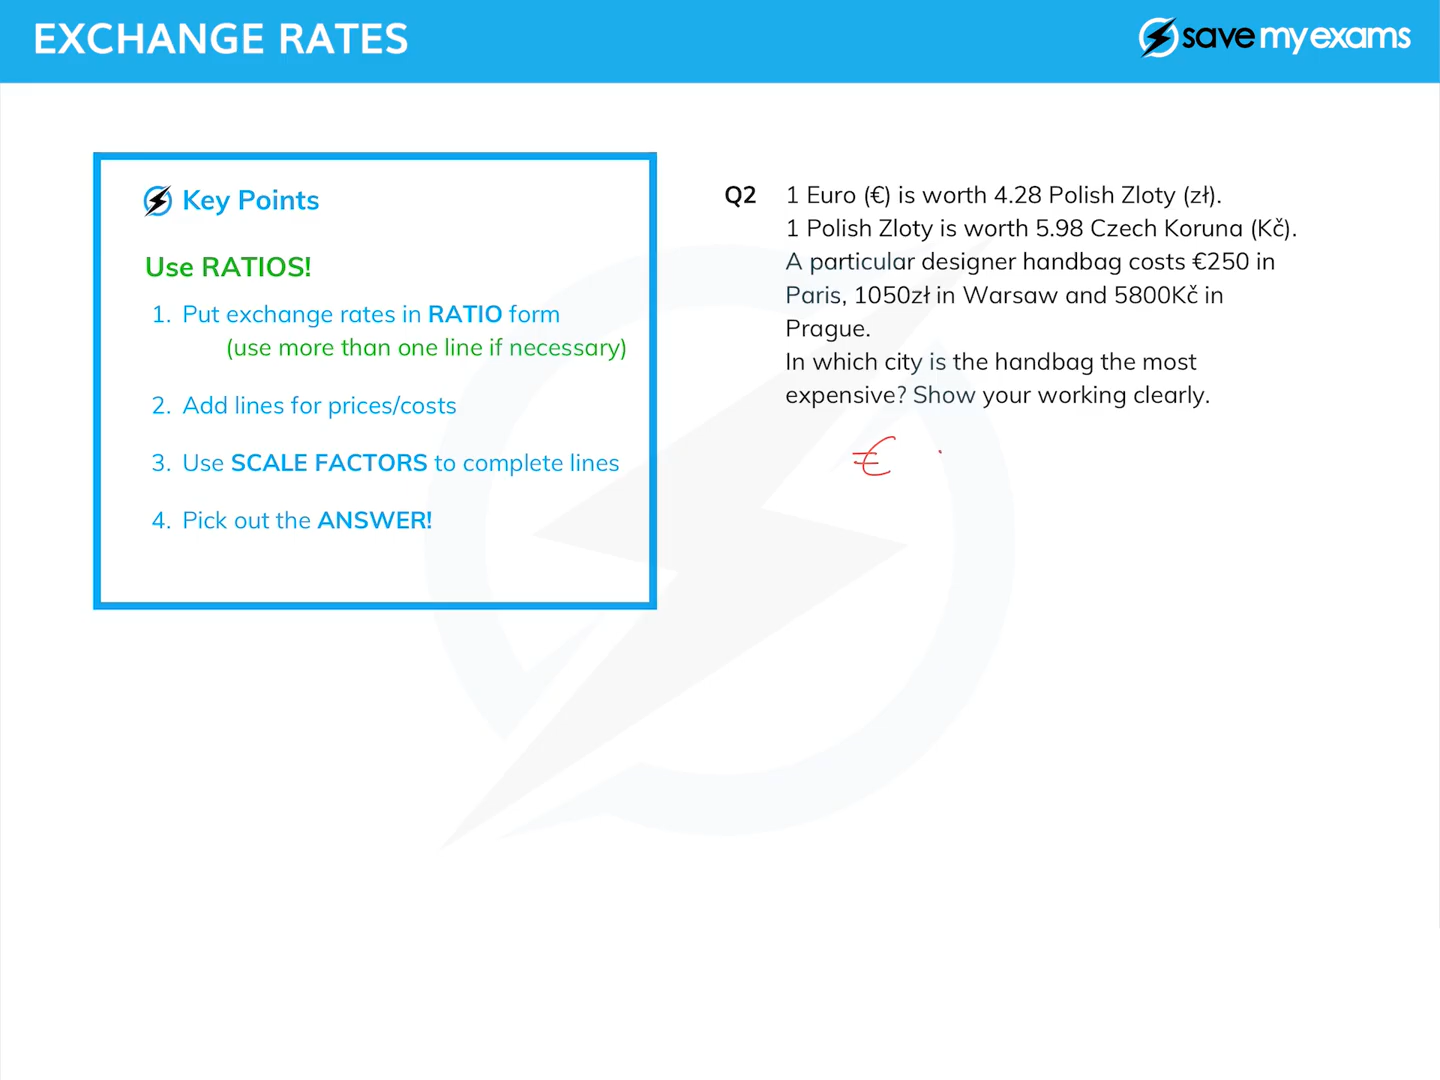 EXCHANGE RATES
save my exams
Key Points
Use RATIOS!
1. Put exchange rates in RATIO form
(use more than one line if necessary)
2. Add lines for prices/costs
3. Use SCALE FACTORS to complete lines
4. Pick out the ANSWER!
Q2 1 Euro (€) is worth 4.28 Polish Zloty (zł).
1 Polish Zloty is worth 5.98 Czech Koruna (Kč).
A particular designer handbag costs €250 in
Paris, 1050zł in Warsaw and 5800Kč in
Prague.
In which city is the handbag the most
expensive? Show your working clearly.
€